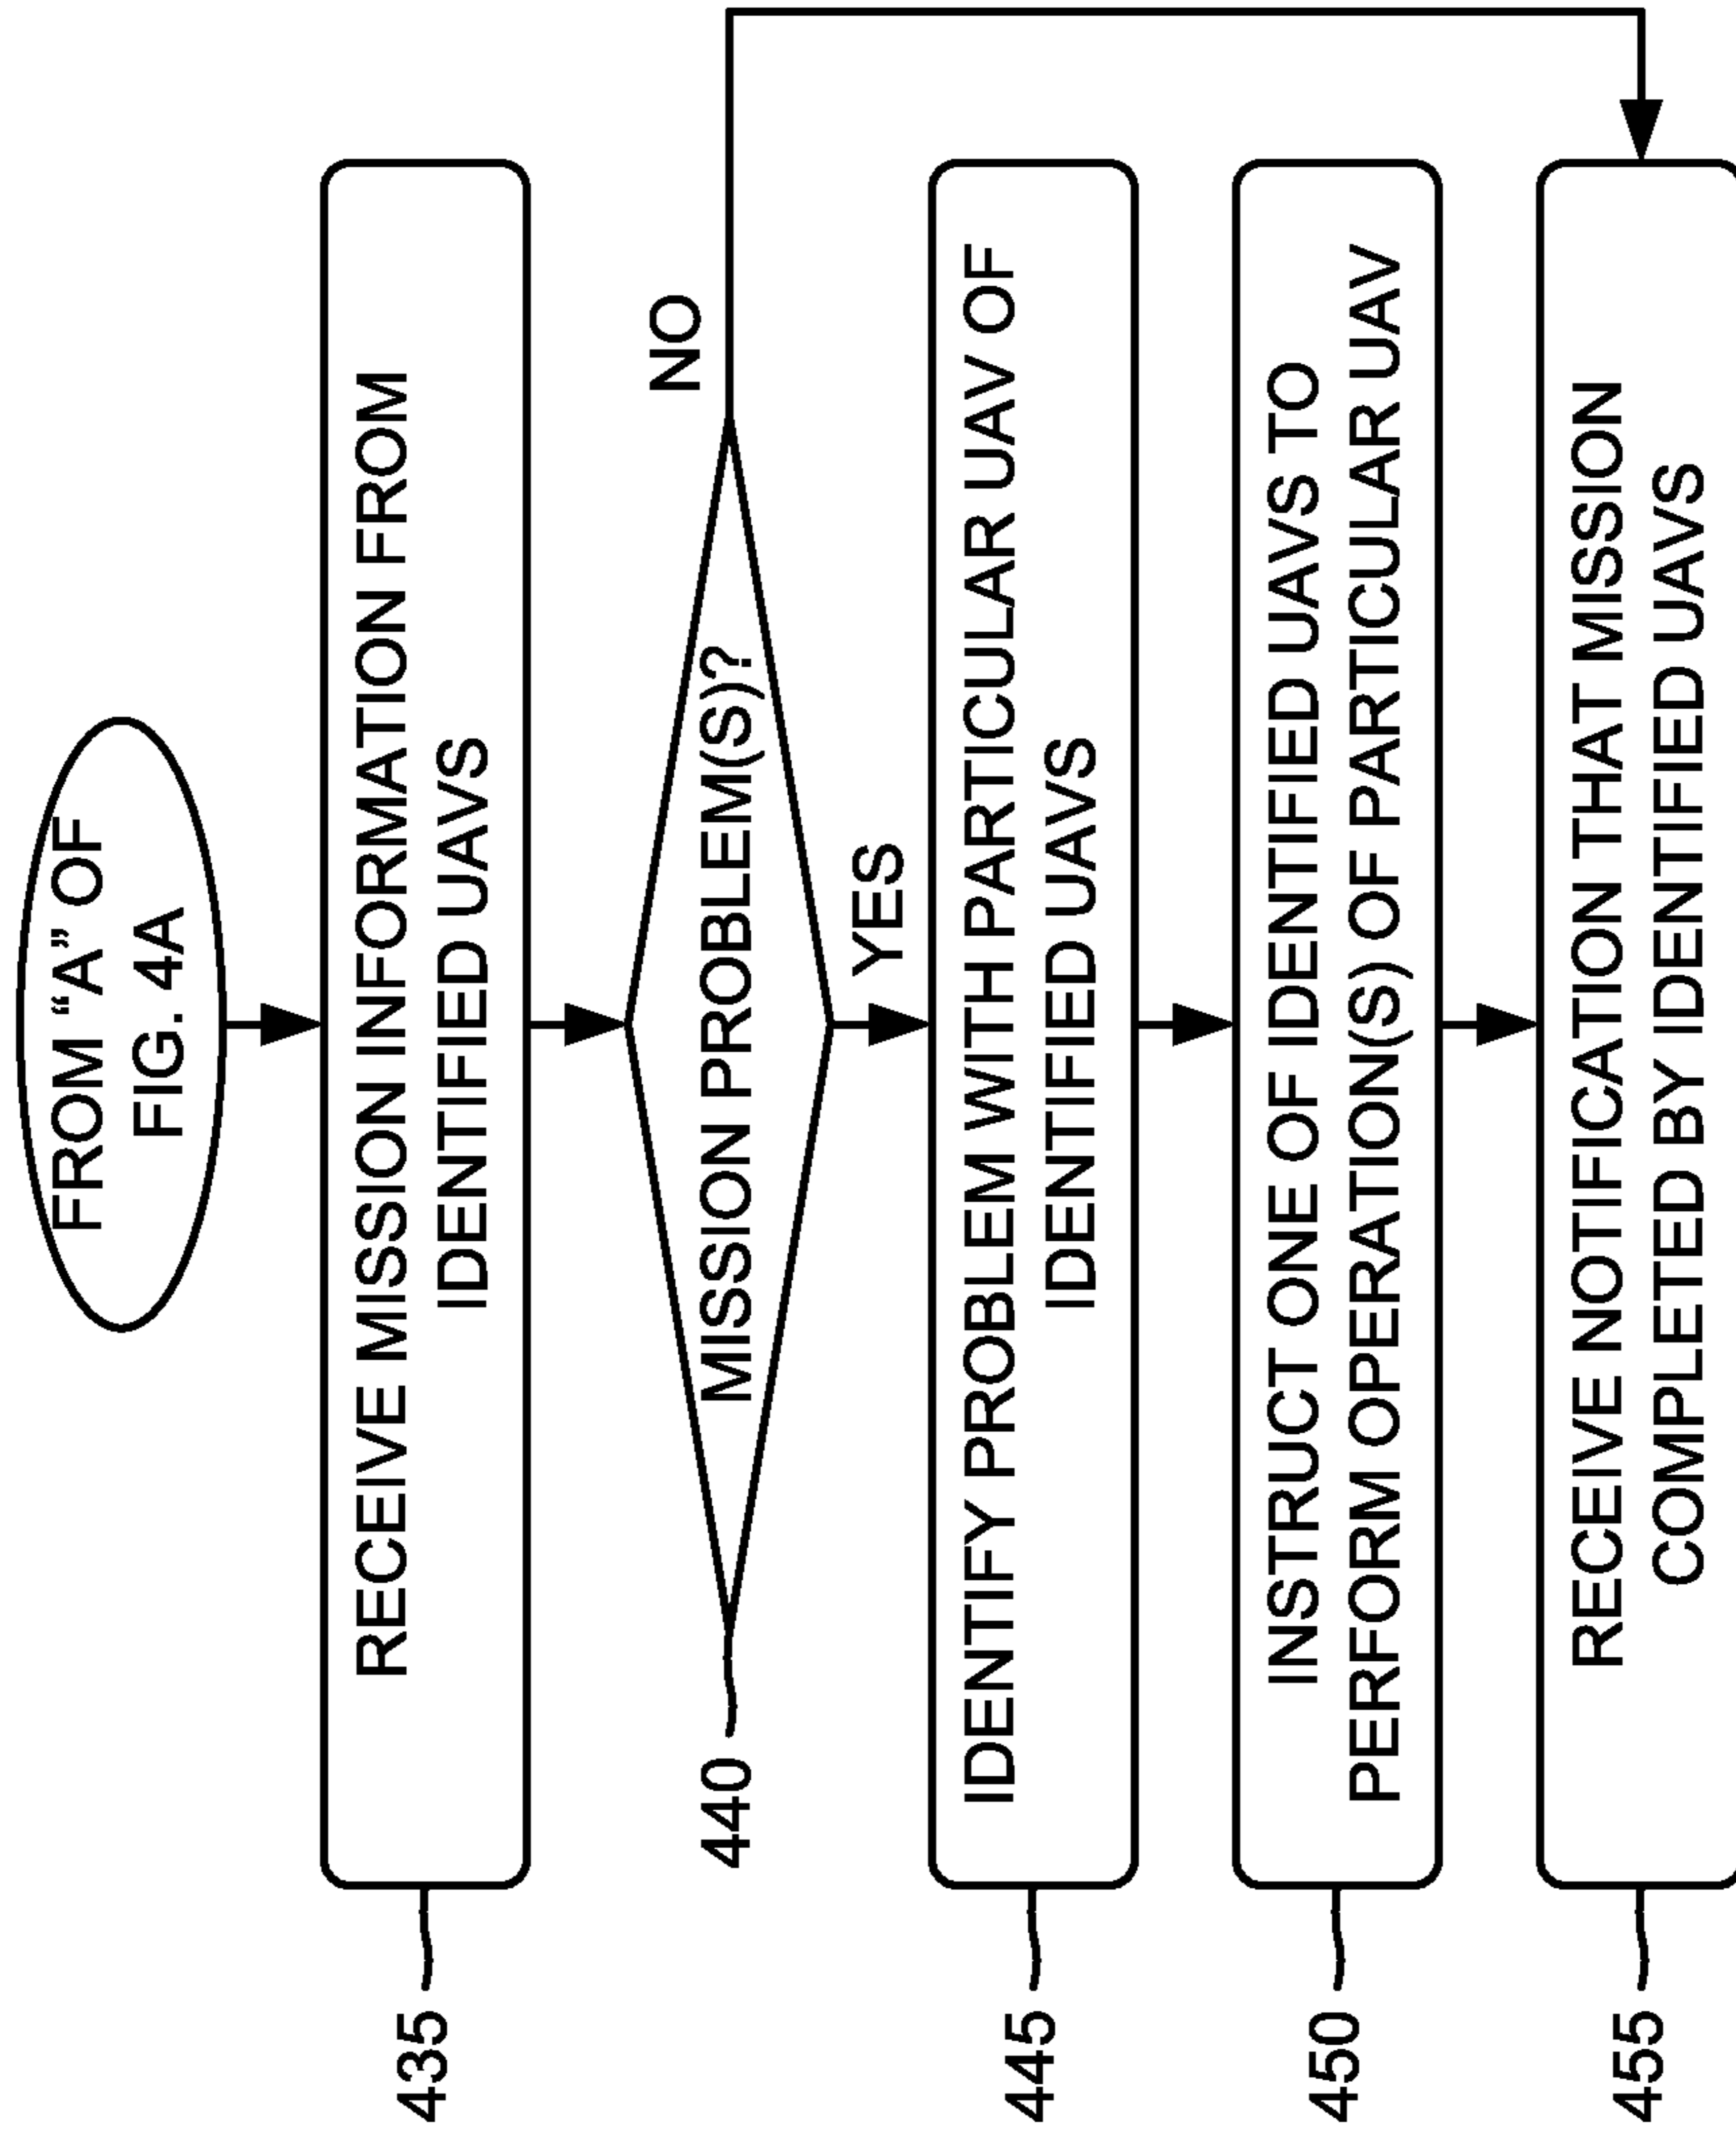 FROM “A” OF
FIG. 4A
435
RECEIVE MISSION INFORMATION FROM
IDENTIFIED UAVS
440
MISSION PROBLEM(S)?
NO
YES
445
IDENTIFY PROBLEM WITH PARTICULAR UAV OF
IDENTIFIED UAVS
450
INSTRUCT ONE OF IDENTIFIED UAVS TO
PERFORM OPERATION(S) OF PARTICULAR UAV
455
RECEIVE NOTIFICATION THAT MISSION
COMPLETED BY IDENTIFIED UAVS